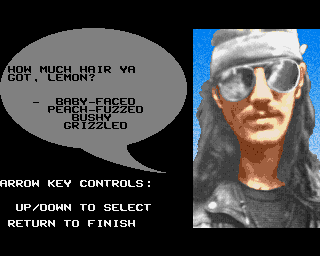 HOW MUCH HAIR YA
GOT, LEMON?
- BABY-FACED
PEACH-FUZZED
BUSHY
GRIZZLED
ARROW KEY CONTROLS:
UP/DOWN TO SELECT
RETURN TO FINISH